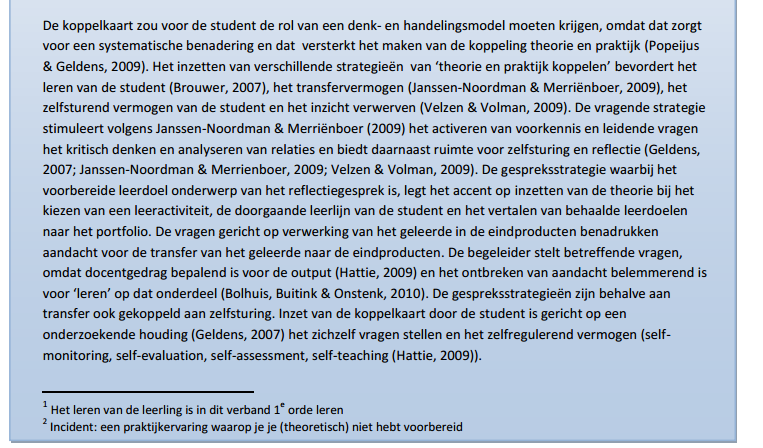 De koppelkaart zou voor de student de rol van een denk- en handelingsmodel moeten krijgen, omdat dat zorgt
voor een systematische benadering en dat  versterkt het maken van de koppeling theorie en praktijk (Popeijus
& Geldens, 2009). Het inzetten van verschillende strategieën  van ‘theorie en praktijk koppelen’ bevordert het
leren van de student (Brouwer, 2007), het transfervermogen (Janssen-Noordman & Merriënboer, 2009), het
zelfsturend vermogen van de student en het inzicht verwerven (Velzen & Volman, 2009). De vragende strategie
stimuleert volgens Janssen-Noordman & Merriënboer (2009) het activeren van voorkennis en leidende vragen
het kritisch denken en analyseren van relaties en biedt daarnaast ruimte voor zelfsturing en reflectie (Geldens,
2007; Janssen-Noordman & Merrienboer, 2009; Velzen & Volman, 2009). De gespreksstrategie waarbij het
voorbereide leerdoel onderwerp van het reflectiegesprek is, legt het accent op inzetten van de theorie bij het
kiezen van een leeractiviteit, de doorgaande leerlijn van de student en het vertalen van behaalde leerdoelen
naar het portfolio. De vragen gericht op verwerking van het geleerde in de eindproducten benadrukken
aandacht voor de transfer van het geleerde naar de eindproducten. De begeleider stelt betreffende vragen,
omdat docentgedrag bepalend is voor de output (Hattie, 2009) en het ontbreken van aandacht belemmerend is
voor ‘leren’ op dat onderdeel (Bolhuis, Buitink & Onstenk, 2010). De gespreksstrategieën zijn behalve aan
transfer ook gekoppeld aan zelfsturing. Inzet van de koppelkaart door de student is gericht op een
onderzoekende houding (Geldens, 2007) het zichzelf vragen stellen en het zelfregulerend vermogen (self-
monitoring, self-evaluation, self-assessment, self-teaching (Hattie, 2009)).
1 Het leren van de leerling is in dit verband 1e orde leren
2 Incident: een praktijkervaring waarop je je (theoretisch) niet hebt voorbereid